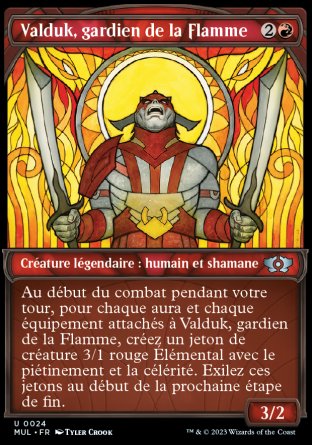 Valduk, gardien de la Flamme 2
Créature légendaire : humain et shamane
Au début du combat pendant votre
tour, pour chaque aura et chaque
équipement attachés à Valduk, gardien
de la Flamme, créez un jeton de
créature 3/1 rouge Élémental avec le
piétinement et la célérité. Exilez ces
jetons au début de la prochaine étape
de fin.
3/2
U 0024
MUL • FR Tyler Crook
™ & © 2023 Wizards of the Coast